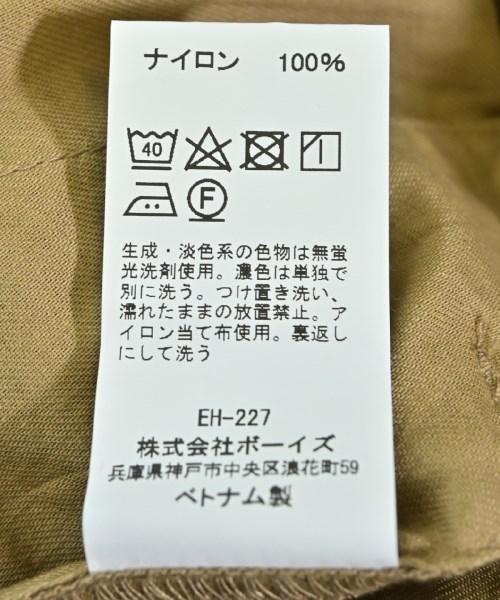 ナイロン 100%
40
F
生成・淡色系の色物は無蛍
光洗剤使用。濃色は単独で
別に洗う。つけ置き洗い、
濡れたままの放置禁止。ア
イロン当て布使用。裏返し
にして洗う
EH-227
株式会社ボーイズ
兵庫県神戸市中央区浪花町59
ベトナム製